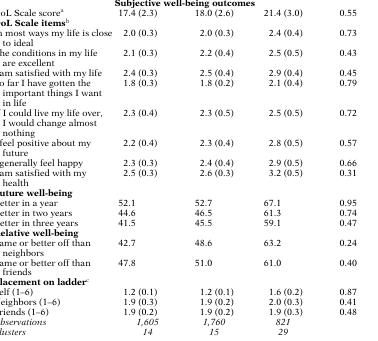 Subjective well-being outcomes
oL Scale scoreᵃ 17.4 (2.3) 18.0 (2.6) 21.4 (3.0) 0.55
oL Scale itemsᵇ
n most ways my life is close 2.0 (0.3) 2.0 (0.3) 2.4 (0.4) 0.73
to ideal
he conditions in my life 2.1 (0.3) 2.2 (0.4) 2.5 (0.5) 0.43
are excellent
am satisfied with my life 2.4 (0.3) 2.5 (0.4) 2.9 (0.4) 0.45
o far I have gotten the 1.8 (0.3) 1.8 (0.2) 2.1 (0.4) 0.79
important things I want
in life
I could live my life over, 2.3 (0.4) 2.3 (0.5) 2.5 (0.5) 0.72
I would change almost
nothing
feel positive about my 2.2 (0.4) 2.3 (0.4) 2.8 (0.5) 0.57
future
generally feel happy 2.3 (0.3) 2.4 (0.4) 2.9 (0.5) 0.66
am satisfied with my 2.5 (0.3) 2.6 (0.3) 3.2 (0.5) 0.31
health
uture well-being
etter in a year 52.1 52.7 67.1 0.95
etter in two years 44.6 46.5 61.3 0.74
etter in three years 41.5 45.5 59.1 0.47
elative well-being
ame or better off than 42.7 48.6 63.2 0.24
neighbors
ame or better off than 47.8 51.0 61.0 0.40
friends
lacement on ladderᶜ
elf (1–6) 1.2 (0.1) 1.2 (0.1) 1.6 (0.2) 0.87
eighbors (1–6) 1.9 (0.3) 1.9 (0.2) 2.0 (0.3) 0.41
riends (1–6) 1.9 (0.2) 1.9 (0.2) 1.9 (0.3) 0.48
bservations 1,605 1,760 821
lusters 14 15 29